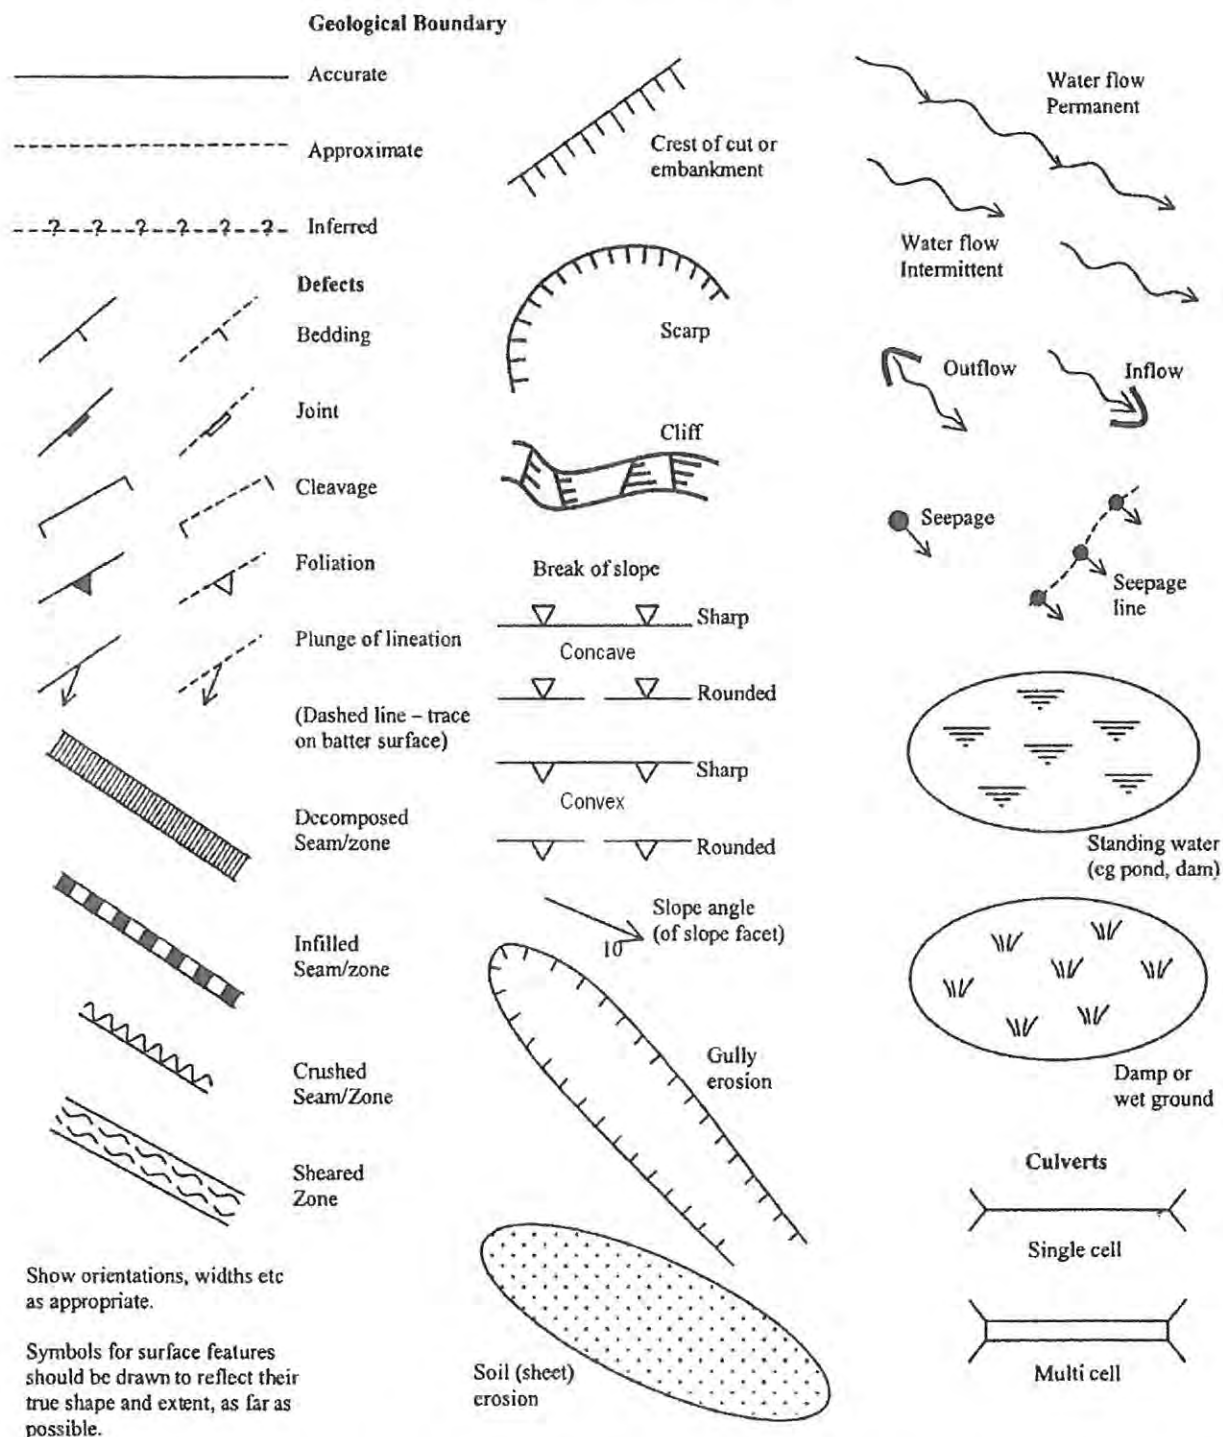 Geological Boundary
Accurate
Approximate
? ? ? ? ? ?
Inferred
Defects
Bedding
Joint
Cleavage
Foliation
Plunge of lineation
(Dashed line – trace
on batter surface)
Decomposed
Seam/zone
Infilled
Seam/zone
Crushed
Seam/Zone
Sheared
Zone
Show orientations, widths etc
as appropriate.
Symbols for surface features
should be drawn to reflect their
true shape and extent, as far as
possible.
Crest of cut or
embankment
Scarp
Cliff
Break of slope
Sharp
Concave
Rounded
Sharp
Convex
Rounded
Slope angle
(of slope facet)
10
Gully
erosion
Soil (sheet)
erosion
Water flow
Permanent
Water flow
Intermittent
Outflow
Inflow
Seepage
Seepage
line
Standing water
(eg pond, dam)
Damp or
wet ground
Culverts
Single cell
Multi cell